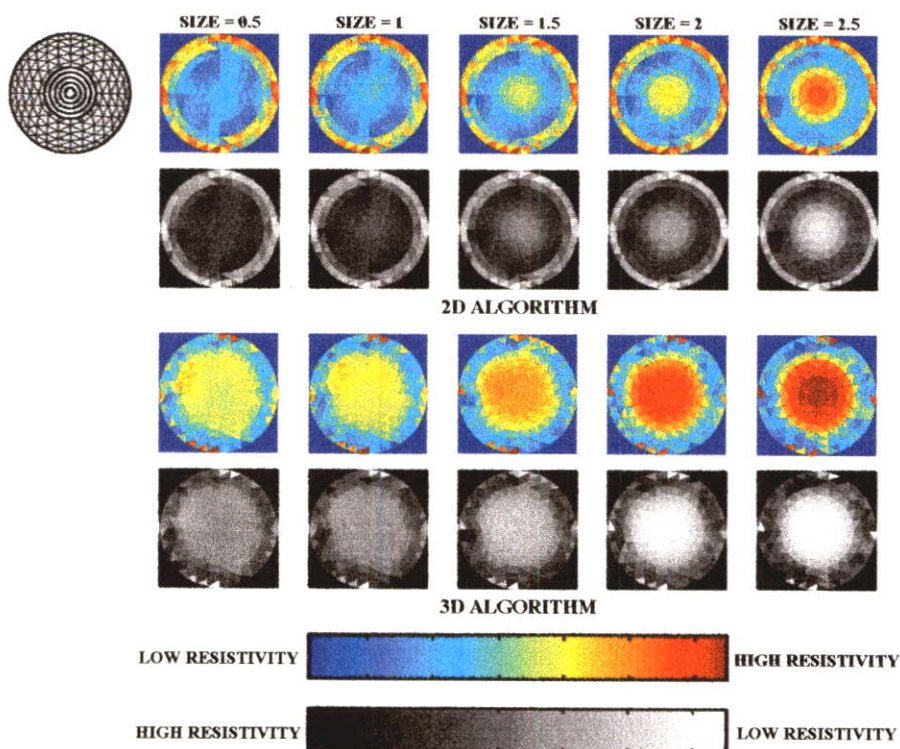 SIZE = 0.5 SIZE = 1 SIZE = 1.5 SIZE = 2 SIZE = 2.5
2D ALGORITHM
3D ALGORITHM
LOW RESISTIVITY HIGH RESISTIVITY
HIGH RESISTIVITY LOW RESISTIVITY